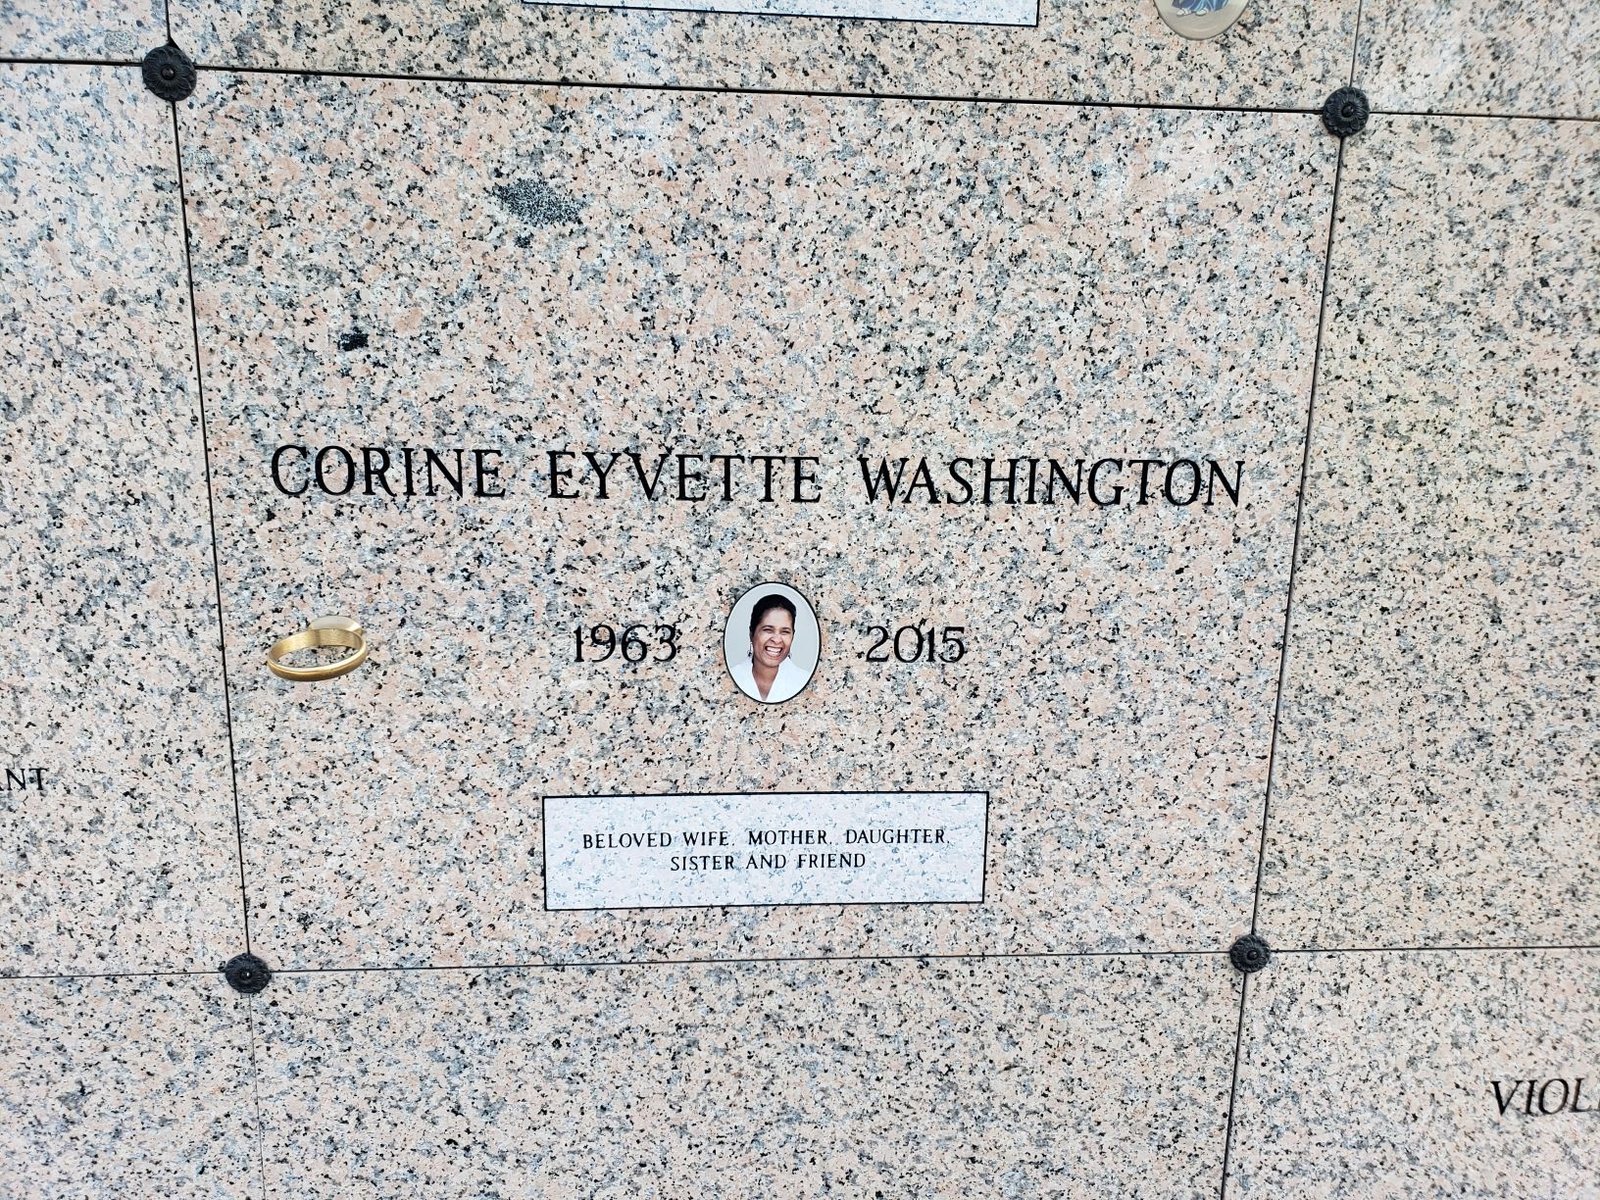 CORINE EYVETTE WASHINGTON
1963 2015
BELOVED WIFE, MOTHER, DAUGHTER,
SISTER AND FRIEND